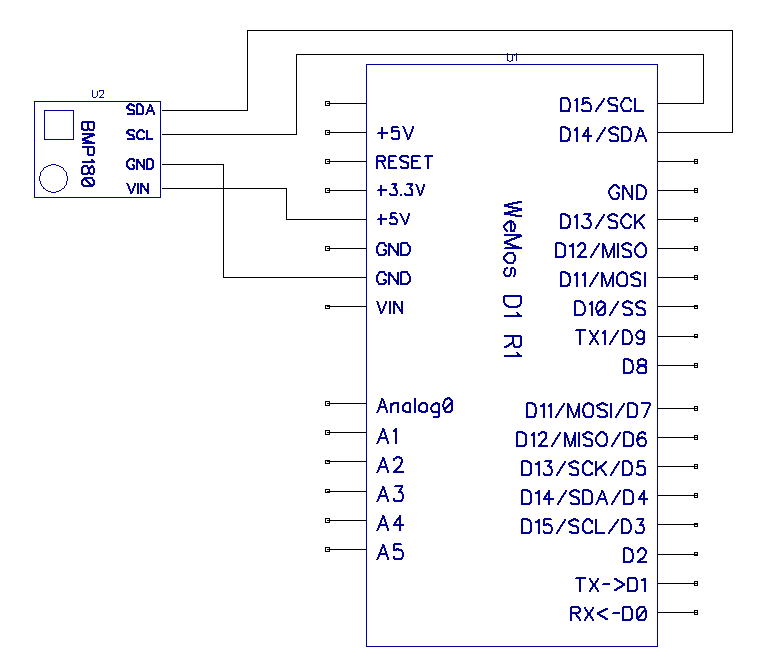 U2
SDA
SCL
GND
VIN
BMP180
U1
+5V
RESET
+3.3V
+5V
GND
GND
VIN
Analog0
A1
A2
A3
A4
A5
WeMos D1 R1
D15/SCL
D14/SDA
GND
D13/SCK
D12/MISO
D11/MOSI
D10/SS
TX1/D9
D8
D11/MOSI/D7
D12/MISO/D6
D13/SCK/D5
D14/SDA/D4
D15/SCL/D3
D2
TX->D1
RX<-D0